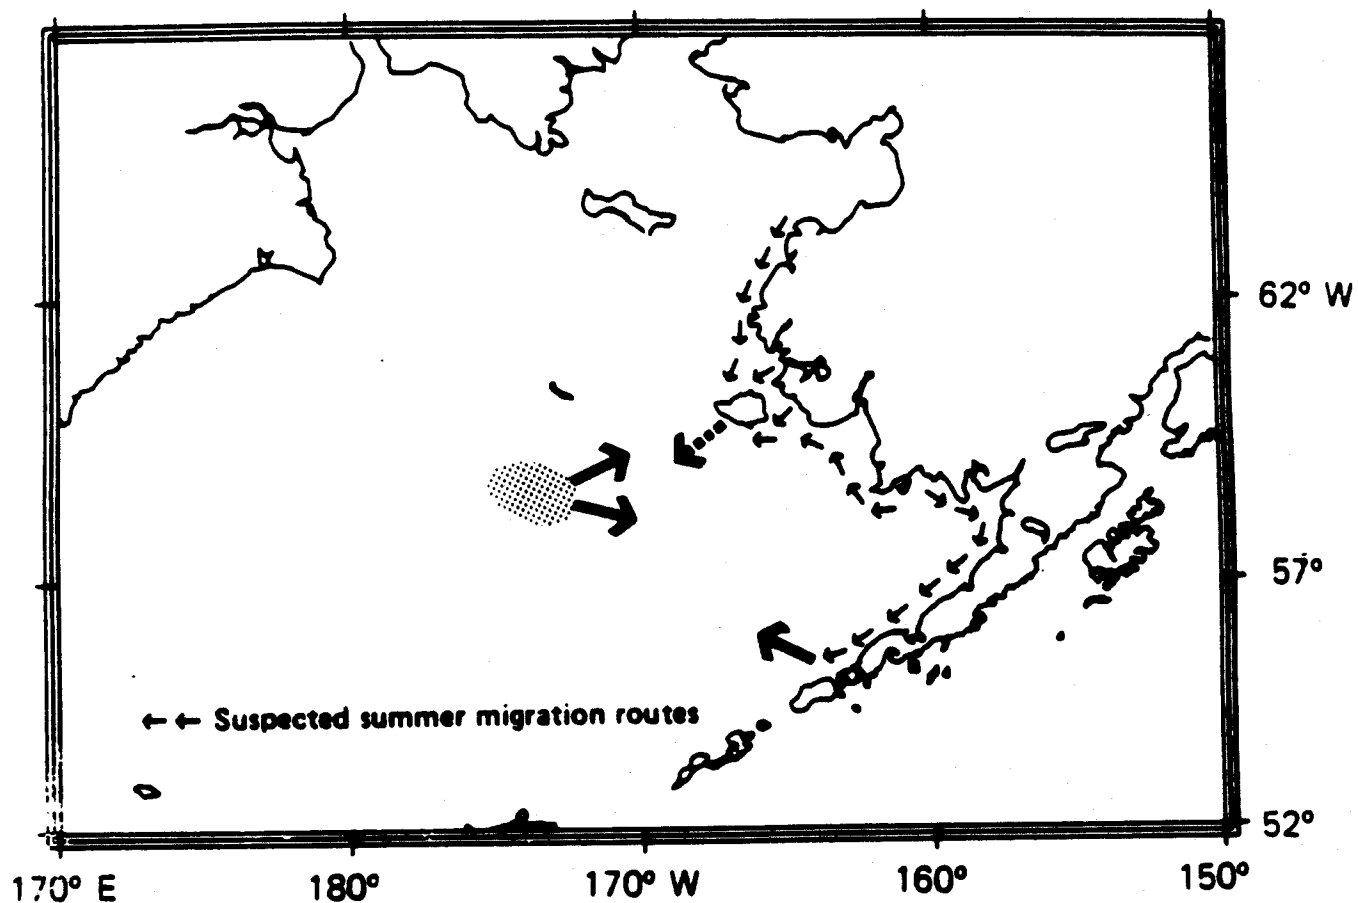 62° W
57°
← ← Suspected summer migration routes
52°
170° E 180° 170° W 160° 150°